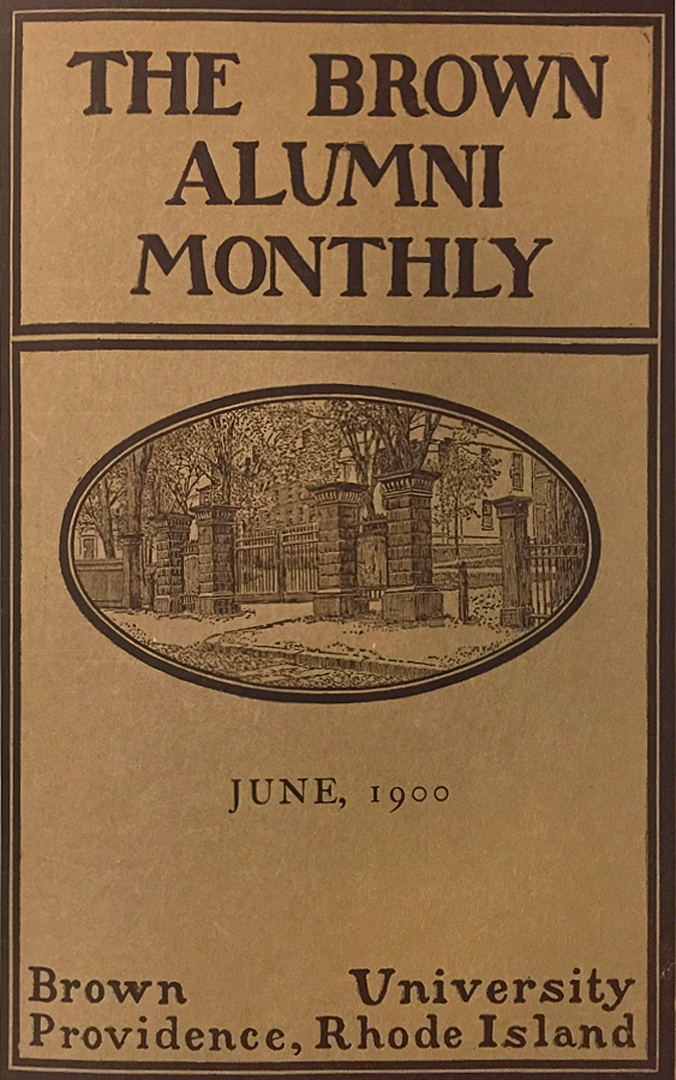 THE BROWN
ALUMNI
MONTHLY
JUNE, 1900
Brown University
Providence, Rhode Island